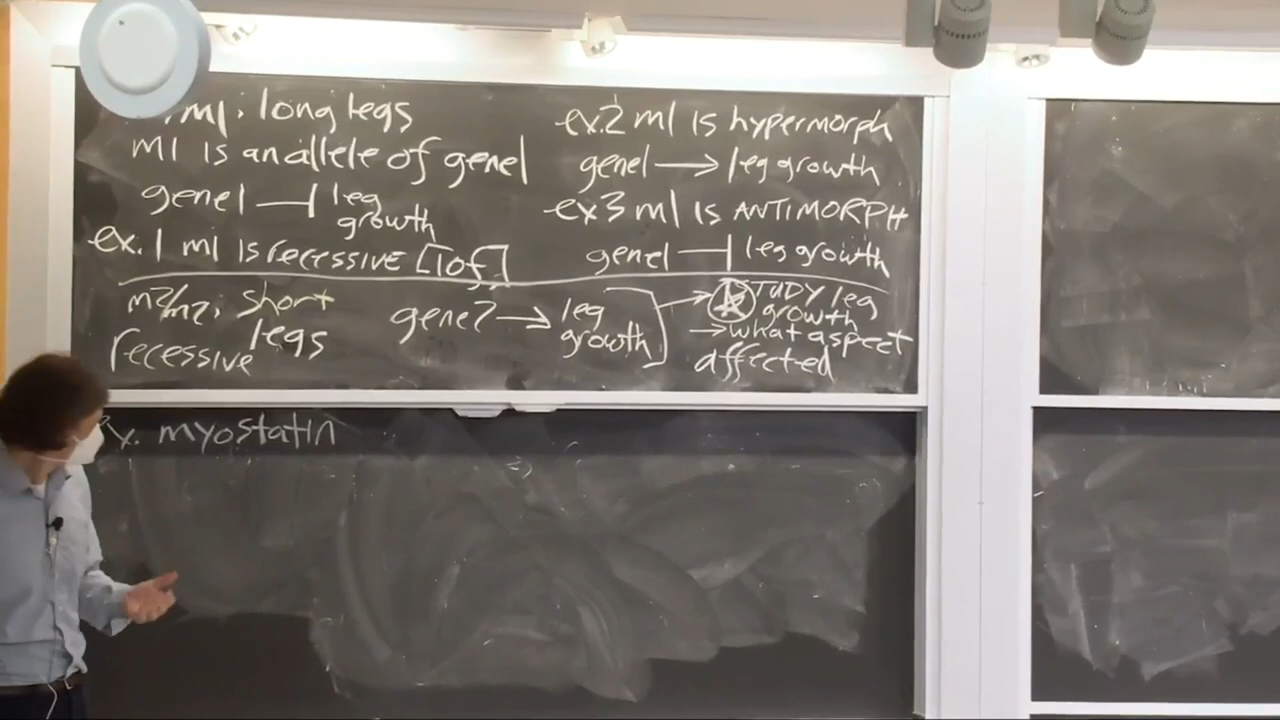 m1: long legs
m1 is an allele of gene1
gene1 —| leg growth
ex. 1 m1 is recessive [lof]
ex.2 m1 is hypermorph
gene1 → leg growth
ex 3 m1 is ANTIMORPH
gene1 —| leg growth
m2/m2: short legs
recessive
gene2 → leg growth
STUDY leg growth
→ what aspect affected
ex. myostatin